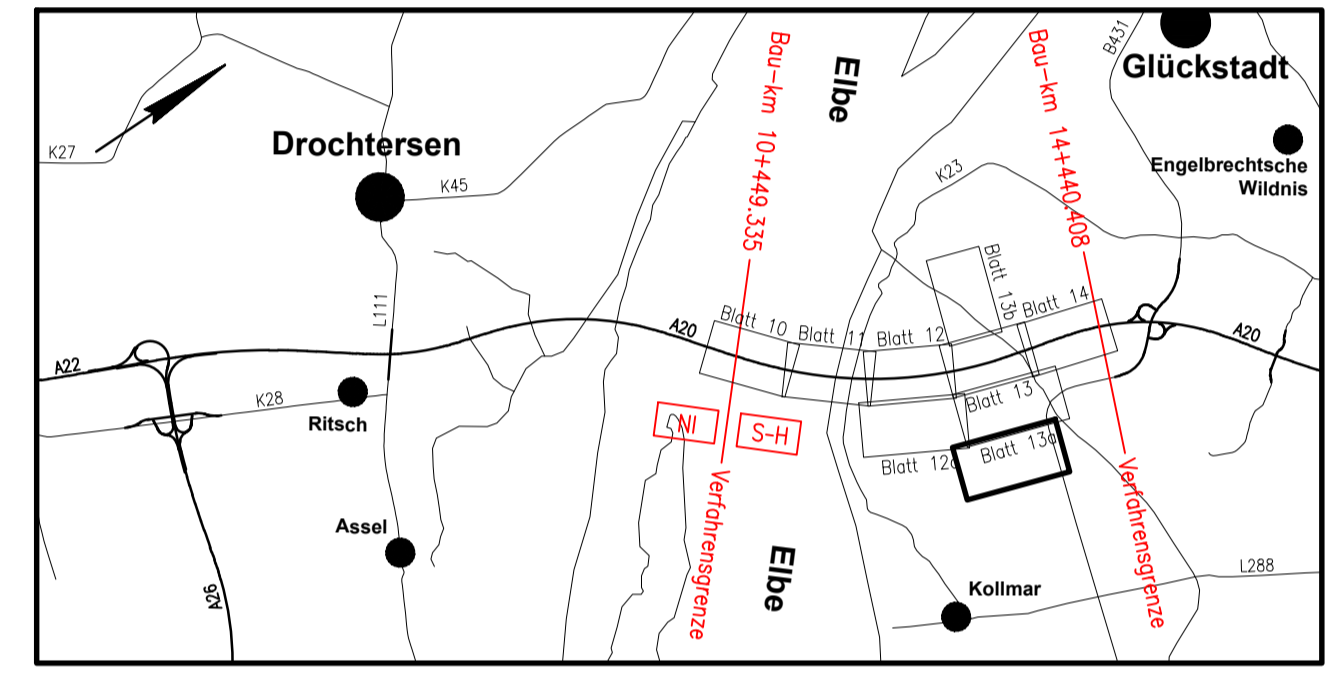 Glückstadt
B431
Elbe
Bau-km 10+449.335
Bau-km 14+440.408
Drochtersen
K27
K45
K23
Engelbrechtsche
Wildnis
L111
Blatt 13b
Blatt 14
Blatt 10
Blatt 11
Blatt 12
A20
A20
A22
K28
Ritsch
Blatt 13
NI
S-H
Blatt 12a
Blatt 13a
Verfahrensgrenze
Verfahrensgrenze
Assel
Elbe
A26
Kollmar
L288